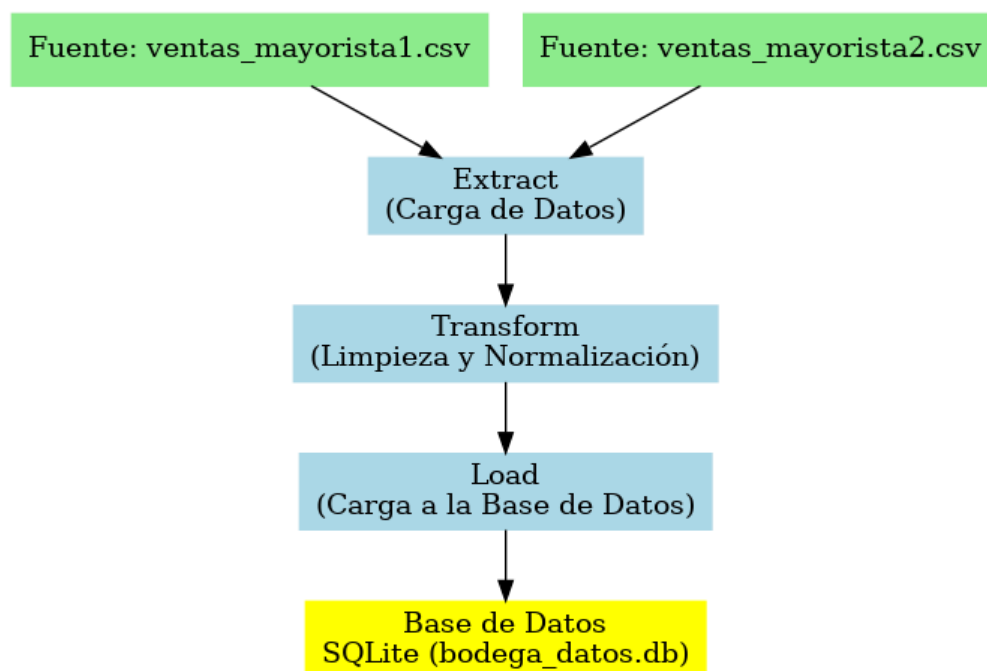 Fuente: ventas_mayorista1.csv
Fuente: ventas_mayorista2.csv
Extract
(Carga de Datos)
Transform
(Limpieza y Normalización)
Load
(Carga a la Base de Datos)
Base de Datos
SQLite (bodega_datos.db)